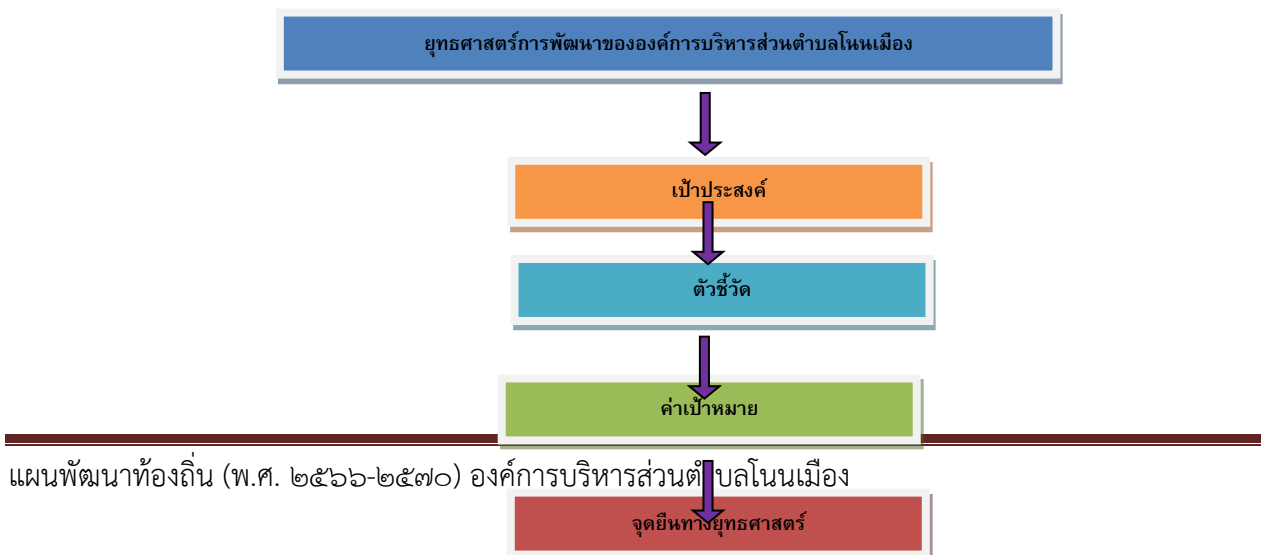 ยุทธศาสตร์การพัฒนาขององค์การบริหารส่วนตำบลโนนเมือง
เป้าประสงค์
ตัวชี้วัด
ค่าเป้าหมาย
แผนพัฒนาท้องถิ่น (พ.ศ. ๒๕๖๖-๒๕๗๐) องค์การบริหารส่วนตำบลโนนเมือง
จุดยืนทางยุทธศาสตร์